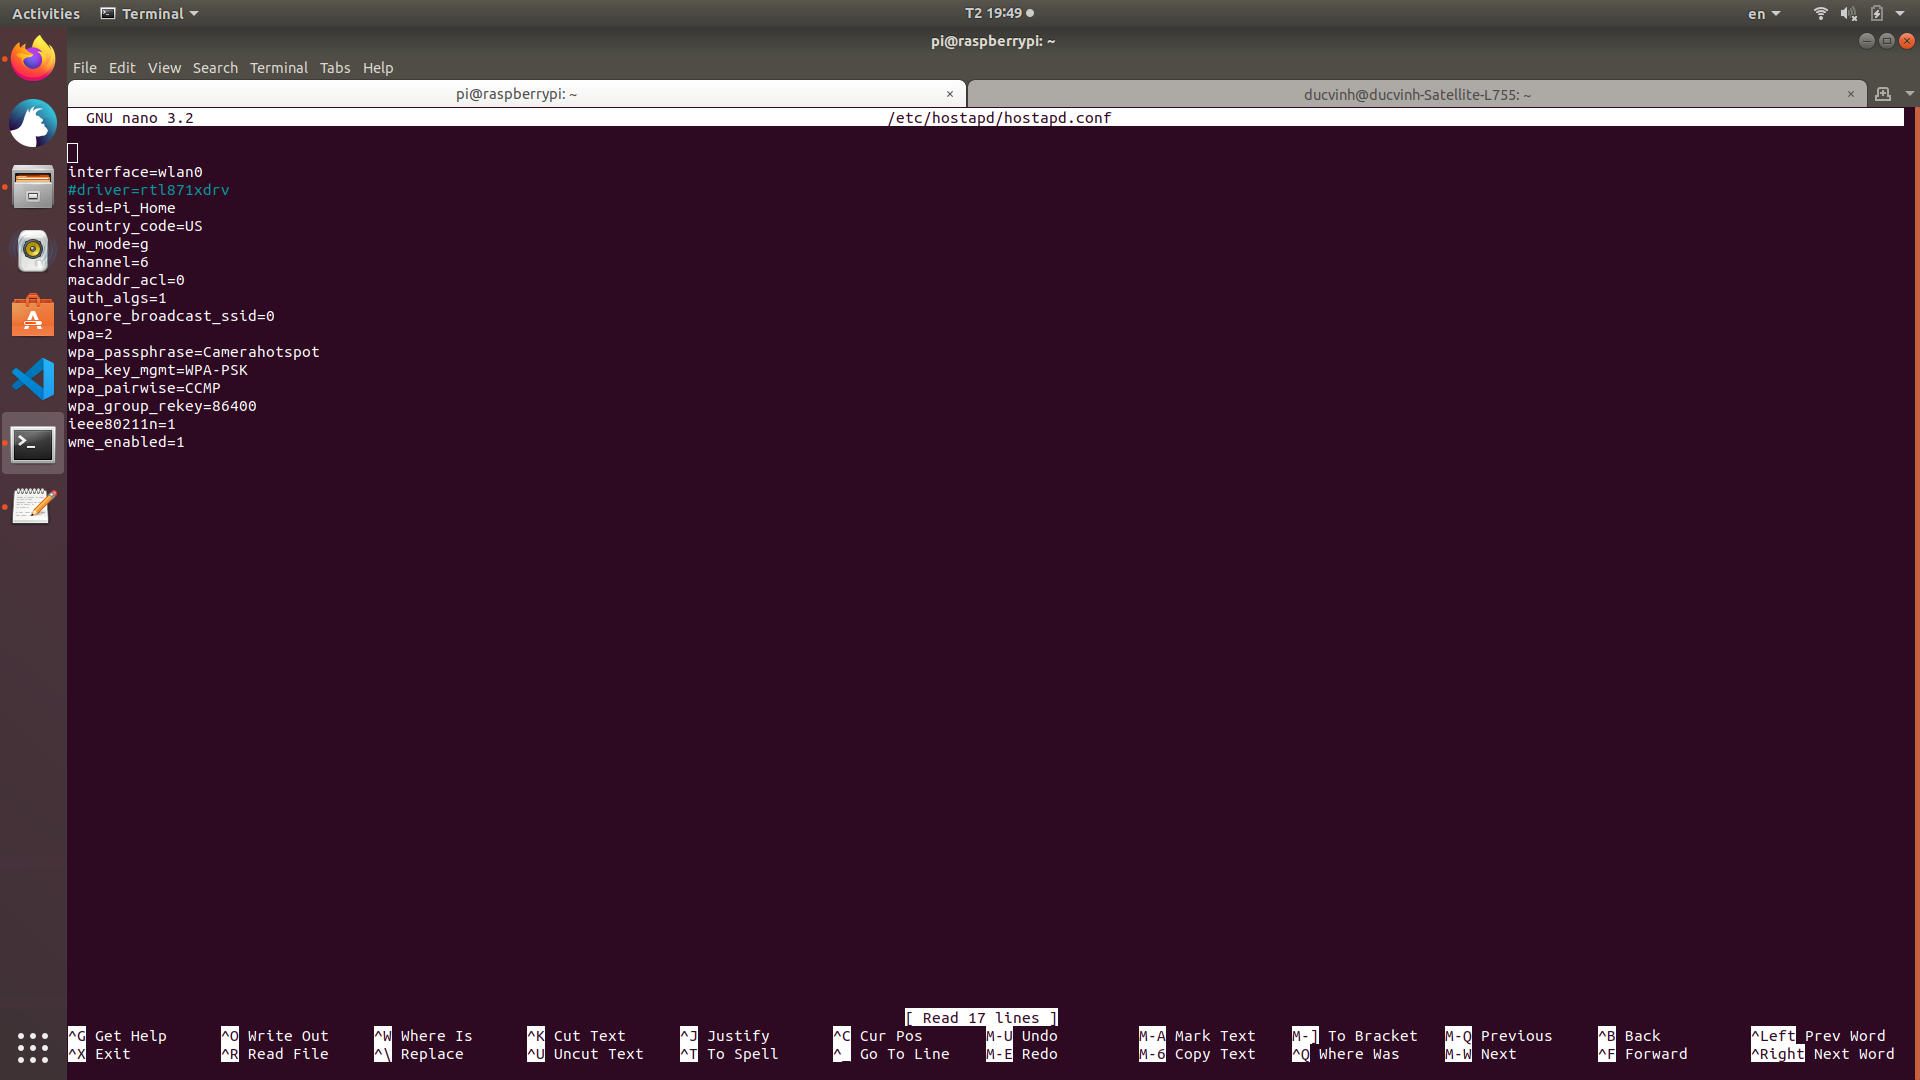 Activities Terminal T2 19:49 en
pi@raspberrypi: ~
File Edit View Search Terminal Tabs Help
pi@raspberrypi: ~ × ducvinh@ducvinh-Satellite-L755: ~ ×
GNU nano 3.2 /etc/hostapd/hostapd.conf
interface=wlan0
#driver=rtl871xdrv
ssid=Pi_Home
country_code=US
hw_mode=g
channel=6
macaddr_acl=0
auth_algs=1
ignore_broadcast_ssid=0
wpa=2
wpa_passphrase=Camerahotspot
wpa_key_mgmt=WPA-PSK
wpa_pairwise=CCMP
wpa_group_rekey=86400
ieee80211n=1
wme_enabled=1
[ Read 17 lines ]
^G Get Help ^O Write Out ^W Where Is ^K Cut Text ^J Justify ^C Cur Pos M-U Undo M-A Mark Text M-] To Bracket M-Q Previous ^B Back ^Left Prev Word
^X Exit ^R Read File ^\ Replace ^U Uncut Text ^T To Spell ^_ Go To Line M-E Redo M-6 Copy Text ^Q Where Was M-W Next ^F Forward ^Right Next Word